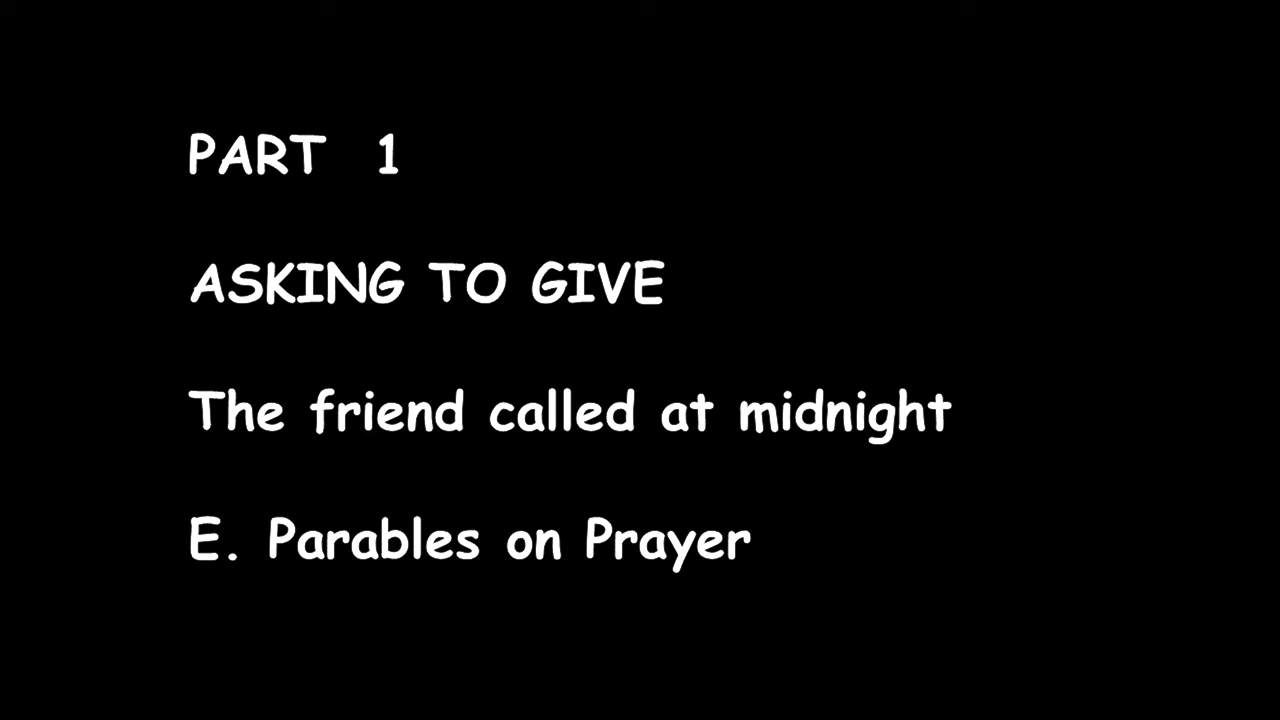 PART 1
ASKING TO GIVE
The friend called at midnight
E. Parables on Prayer